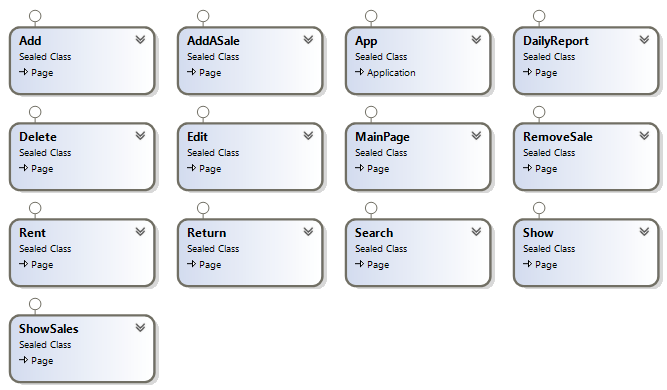 Add
Sealed Class
Page
AddASale
Sealed Class
Page
App
Sealed Class
Application
DailyReport
Sealed Class
Page
Delete
Sealed Class
Page
Edit
Sealed Class
Page
MainPage
Sealed Class
Page
RemoveSale
Sealed Class
Page
Rent
Sealed Class
Page
Return
Sealed Class
Page
Search
Sealed Class
Page
Show
Sealed Class
Page
ShowSales
Sealed Class
Page